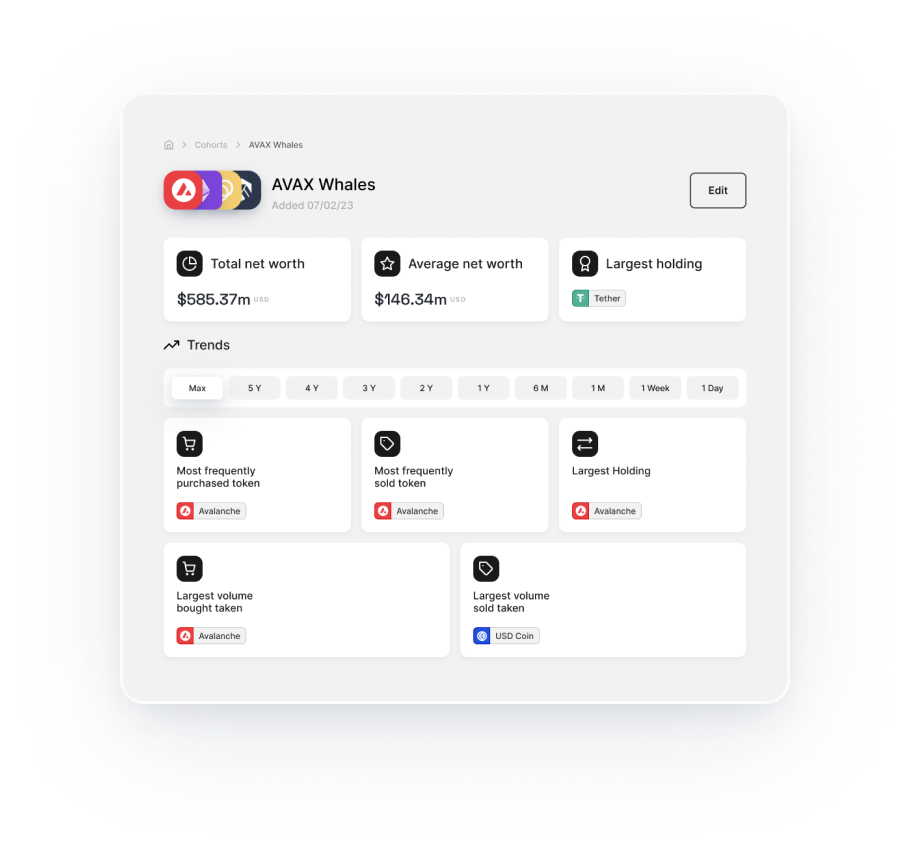 Cohorts AVAX Whales
AVAX Whales
Added 07/02/23
Edit
Total net worth
$585.37m USD
Average net worth
$146.34m USD
Largest holding
Tether
Trends
Max 5 Y 4 Y 3 Y 2 Y 1 Y 6 M 1 M 1 Week 1 Day
Most frequently
purchased token
Avalanche
Most frequently
sold token
Avalanche
Largest Holding
Avalanche
Largest volume
bought taken
Avalanche
Largest volume
sold taken
USD Coin